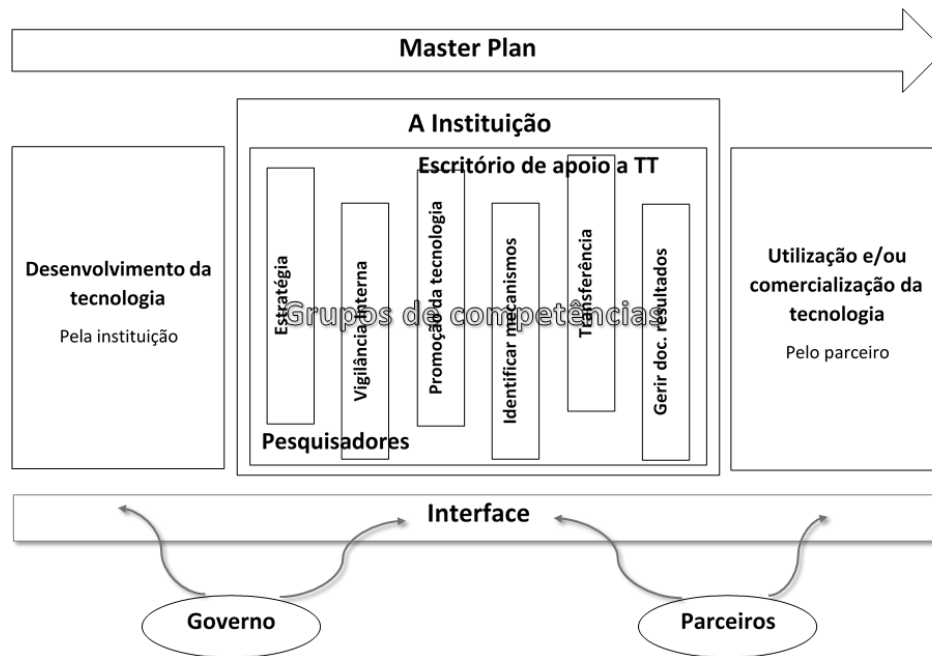 Master Plan
A Instituição
Escritório de apoio a TT
Desenvolvimento da
tecnologia
Pela instituição
Estratégia
Vigilância interna
Promoção da tecnologia
Identificar mecanismos
Transferência
Gerir doc. resultados
Grupos de competências
Pesquisadores
Utilização e/ou
comercialização da
tecnologia
Pelo parceiro
Interface
Governo
Parceiros